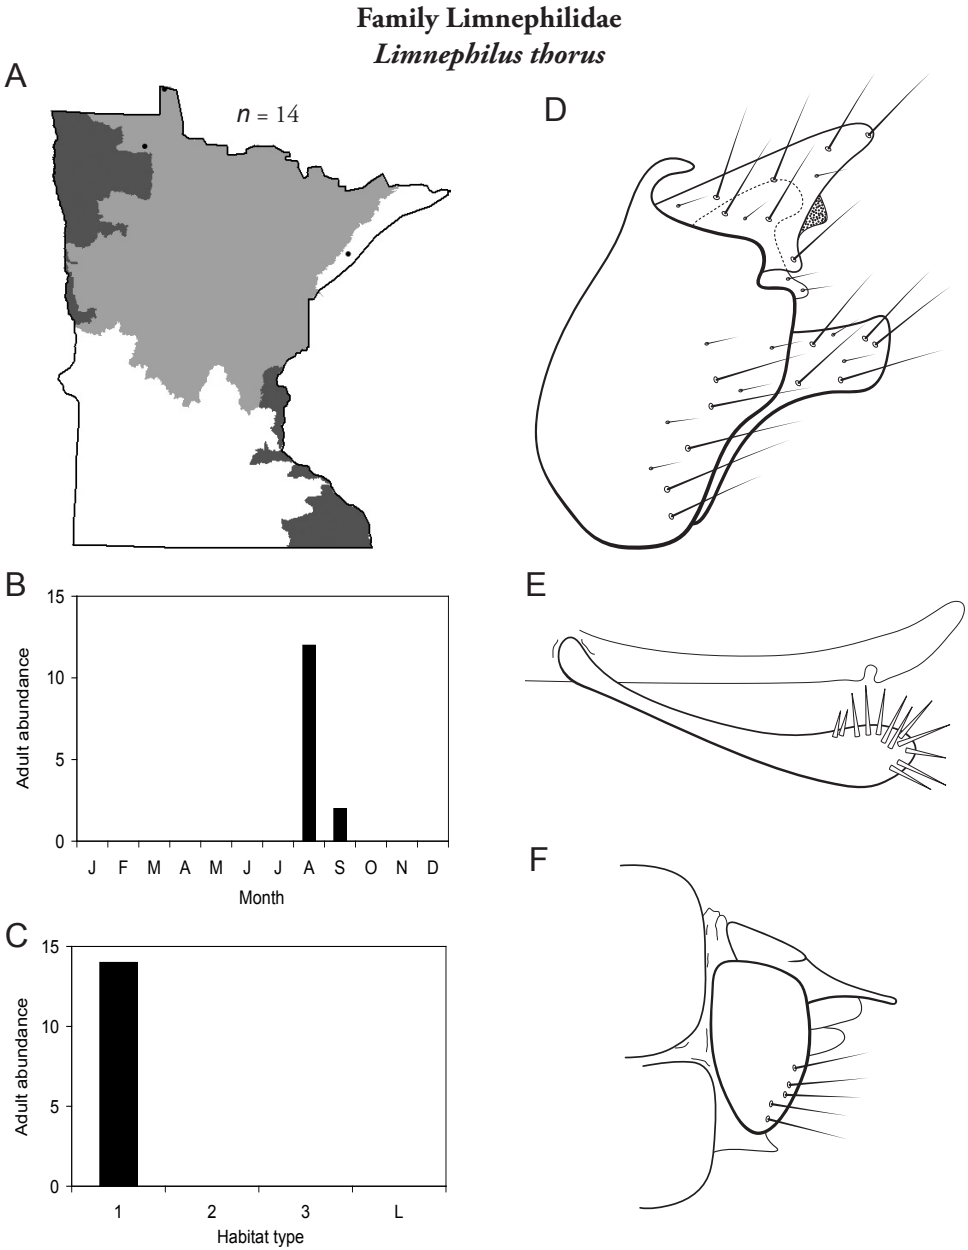 Family Limnephilidae
Limnephilus thorus
A
n = 14
B
15
10
5
0
Adult abundance
J F M A M J J A S O N D
Month
C
15
10
5
0
Adult abundance
1 2 3 L
Habitat type
D
E
F